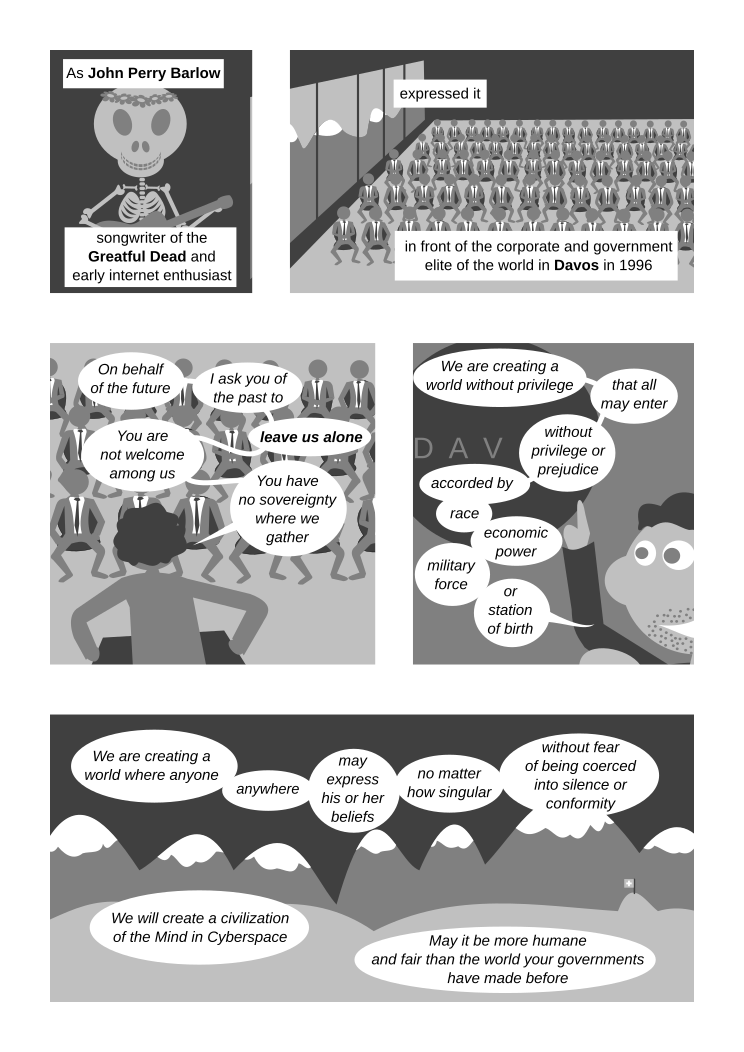 As John Perry Barlow
songwriter of the
Greatful Dead and
early internet enthusiast
expressed it
in front of the corporate and government
elite of the world in Davos in 1996
On behalf
of the future
I ask you of
the past to
leave us alone
You are
not welcome
among us
You have
no sovereignty
where we
gather
We are creating a
world without privilege
that all
may enter
without
privilege or
prejudice
DAV
accorded by
race
economic
power
military
force
or
station
of birth
We are creating a
world where anyone
anywhere
may
express
his or her
beliefs
no matter
how singular
without fear
of being coerced
into silence or
conformity
We will create a civilization
of the Mind in Cyberspace
May it be more humane
and fair than the world your governments
have made before